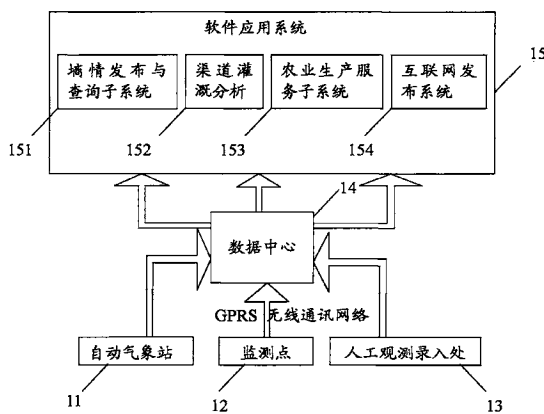 软件应用系统
墒情发布与
查询子系统
渠道灌
溉分析
农业生产服
务子系统
互联网发
布系统
15
151
152
153
154
14
数据中心
GPRS 无线通讯网络
自动气象站
监测点
人工观测录入处
11
12
13